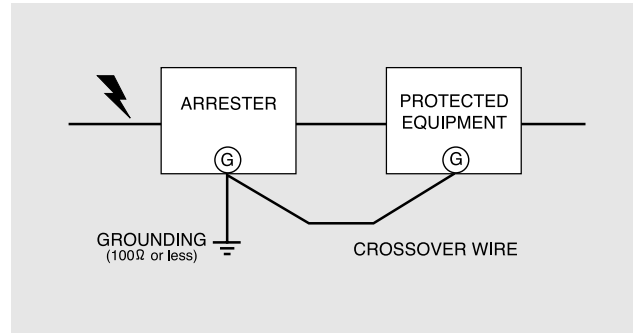 ARRESTER
G
PROTECTED
EQUIPMENT
G
GROUNDING
(100Ω or less)
CROSSOVER WIRE